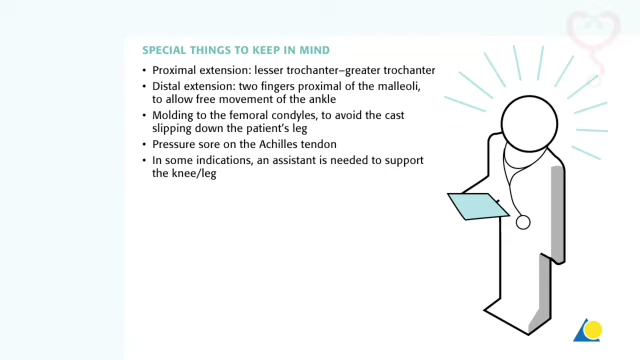 SPECIAL THINGS TO KEEP IN MIND
• Proximal extension: lesser trochanter–greater trochanter
• Distal extension: two fingers proximal of the malleoli,
to allow free movement of the ankle
• Molding to the femoral condyles, to avoid the cast
slipping down the patient's leg
• Pressure sore on the Achilles tendon
• In some indications, an assistant is needed to support
the knee/leg